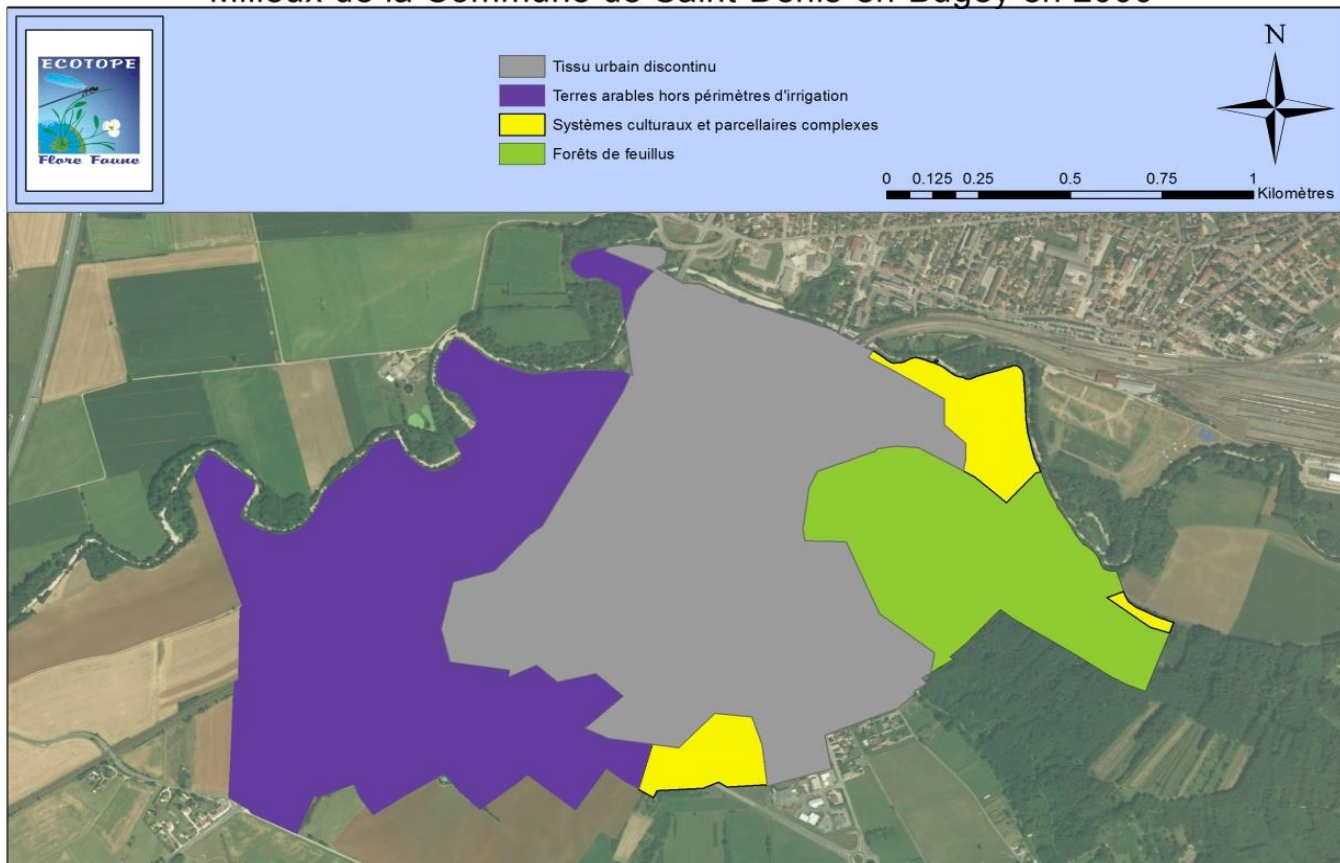 Milieux de la Commune de Saint-Denis-en-Bugey en
ECOTOPE
Flore Faune
Tissu urbain discontinu
Terres arables hors périmètres d'irrigation
Systèmes culturaux et parcellaires complexes
Forêts de feuillus
N
0 0.125 0.25 0.5 0.75 1
Kilomètres